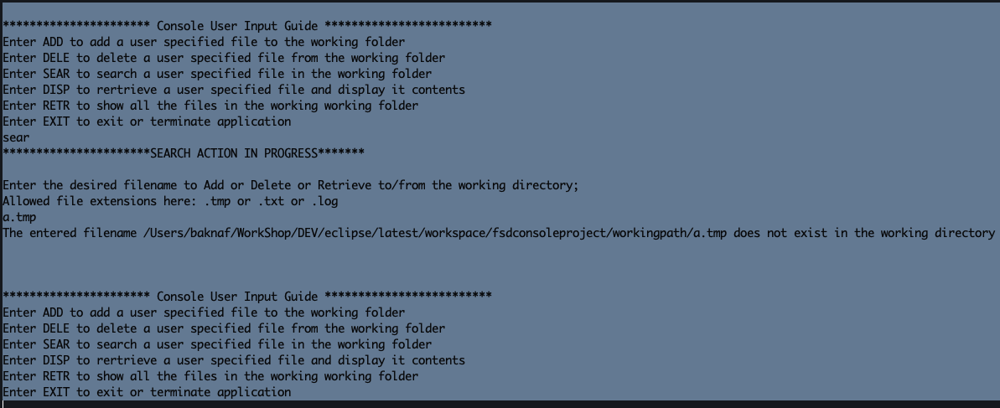 ********************** Console User Input Guide *************************
Enter ADD to add a user specified file to the working folder
Enter DELE to delete a user specified file from the working folder
Enter SEAR to search a user specified file in the working folder
Enter DISP to rertrieve a user specified file and display it contents
Enter RETR to show all the files in the working working folder
Enter EXIT to exit or terminate application
sear
**********************SEARCH ACTION IN PROGRESS*******
Enter the desired filename to Add or Delete or Retrieve to/from the working directory;
Allowed file extensions here: .tmp or .txt or .log
a.tmp
The entered filename /Users/baknaf/WorkShop/DEV/eclipse/latest/workspace/fsdconsoleproject/workingpath/a.tmp does not exist in the working directory
********************** Console User Input Guide *************************
Enter ADD to add a user specified file to the working folder
Enter DELE to delete a user specified file from the working folder
Enter SEAR to search a user specified file in the working folder
Enter DISP to rertrieve a user specified file and display it contents
Enter RETR to show all the files in the working working folder
Enter EXIT to exit or terminate application